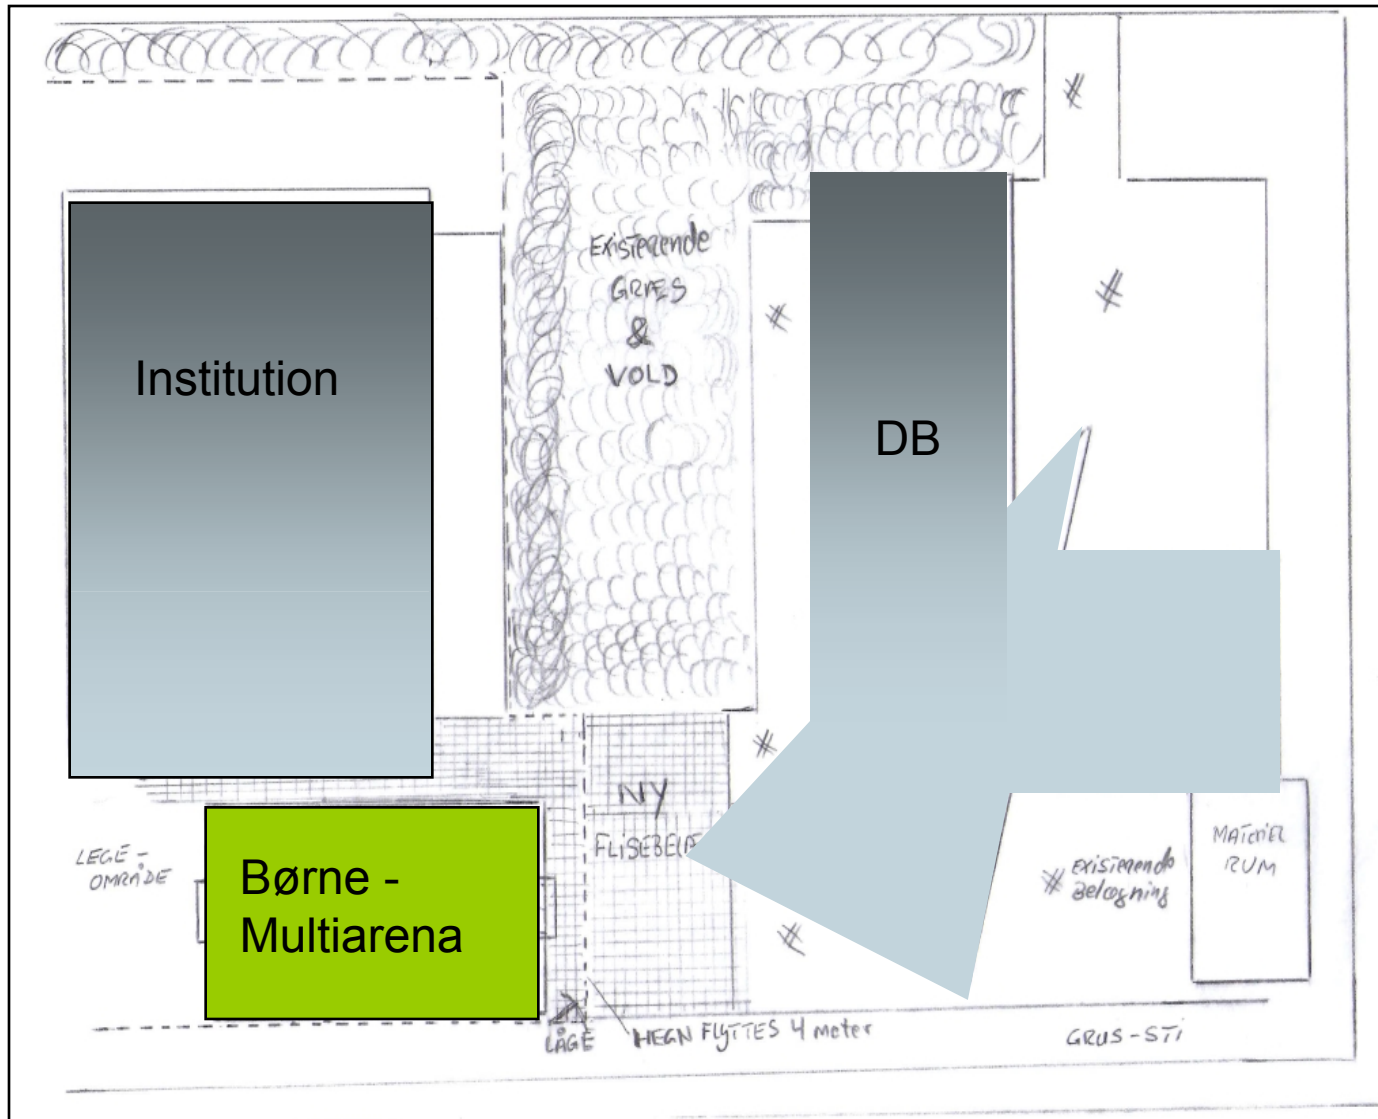 Existerende
GRÆS
&
VOLD
Institution
DB
NY
FLISEBELÆ
LEGE-
OMRÅDE
Børne -
Multiarena
existerende
Belægning
MATERIEL
RUM
LÅGE
HEGN FLYTTES 4 meter
GRUS-STI